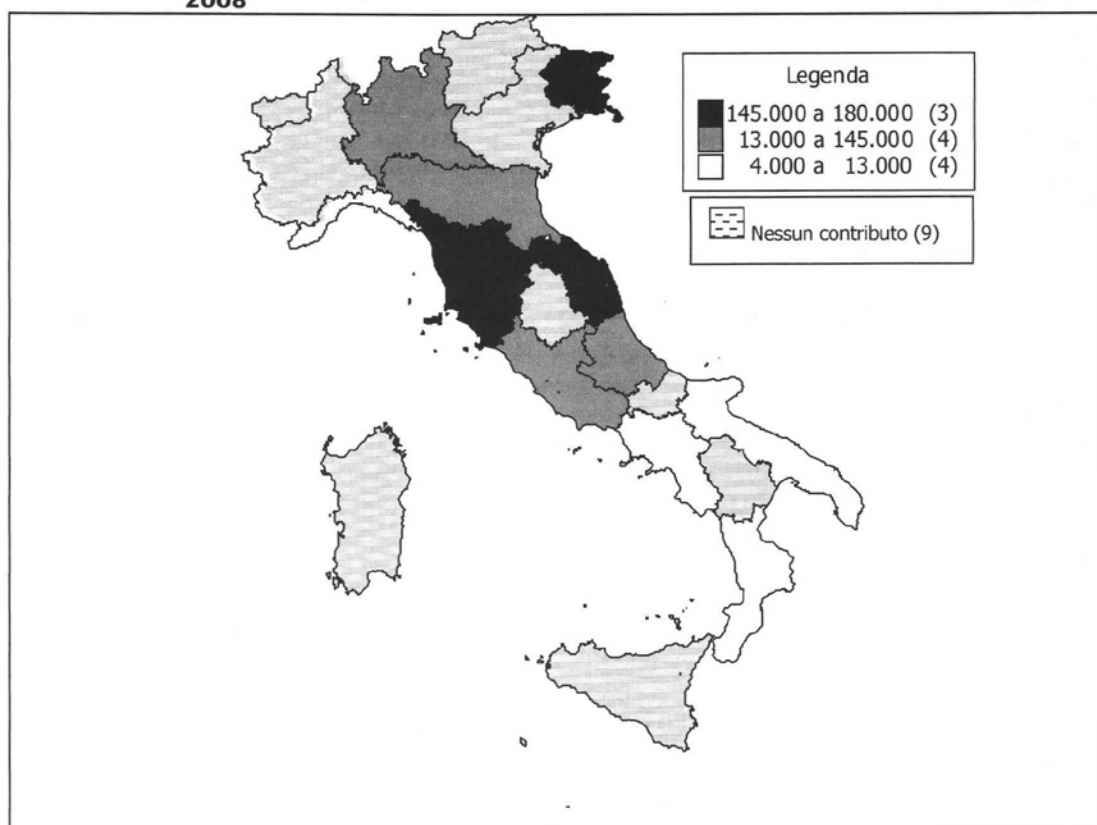 2008
Legenda
145.000 a 180.000 (3)
13.000 a 145.000 (4)
4.000 a 13.000 (4)
Nessun contributo (9)